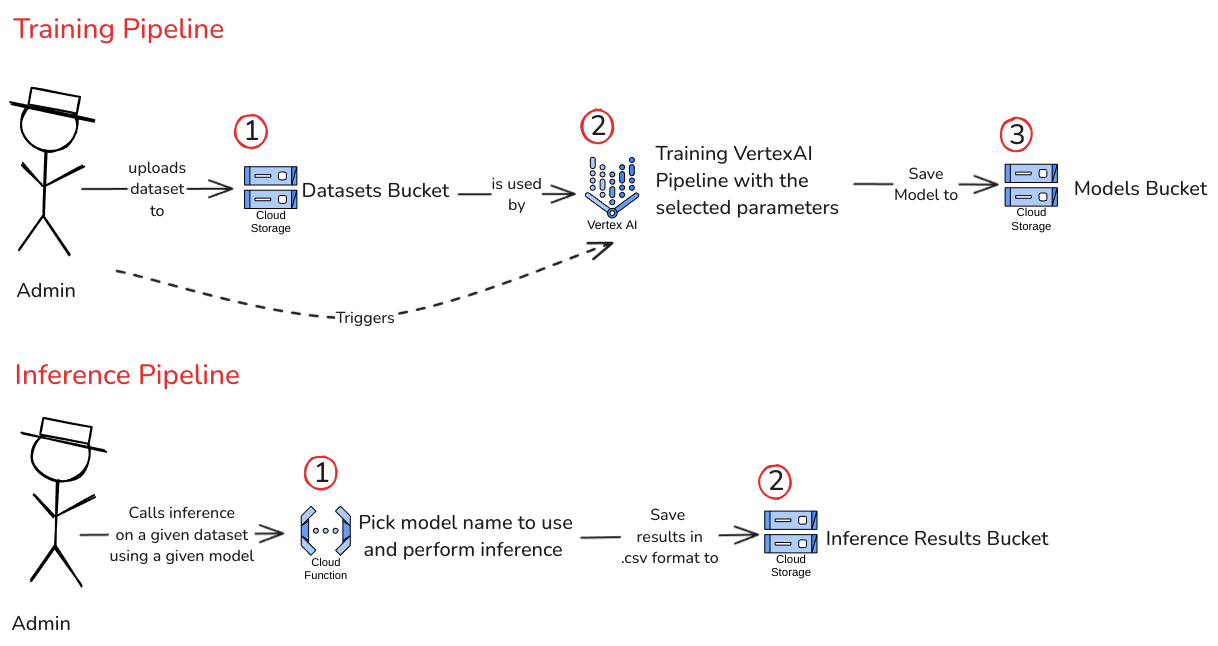 Training Pipeline
1
2
3
uploads
dataset
to
Cloud
Storage
Datasets Bucket
is used
by
Vertex AI
Training VertexAI
Pipeline with the
selected parameters
Save
Model to
Cloud
Storage
Models Bucket
Admin
Triggers
Inference Pipeline
1
2
Calls inference
on a given dataset
using a given model
Cloud
Function
Pick model name to use
and perform inference
Save
results in
.csv format to
Cloud
Storage
Inference Results Bucket
Admin